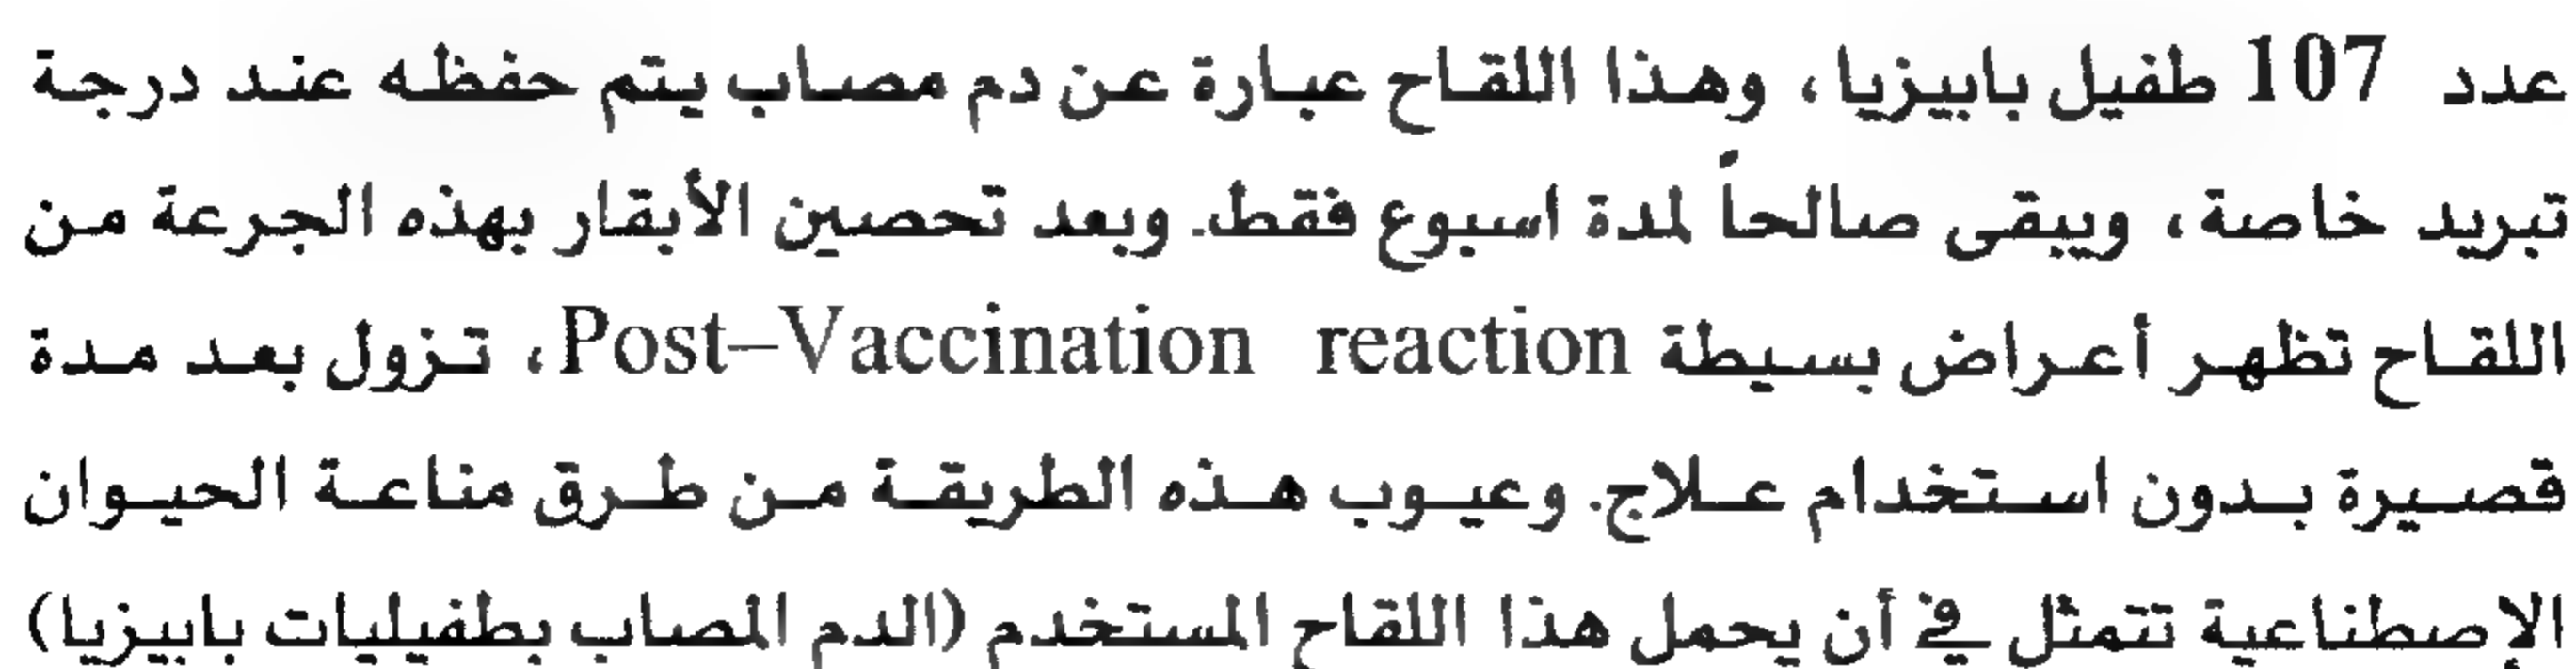 عدد 107 طفيل بابيزيا، وهذا اللقاح عبارة عن دم مصاب يتم حفظه عند درجة
تبريد خاصة، ويبقى صالحاً لمدة اسبوع فقط. وبعد تحصين الأبقار بهذه الجرعة من
اللقاح تظهر أعراض بسيطة Post–Vaccination reaction، تزول بعد مدة
قصيرة بدون استخدام علاج. وعيوب هذه الطريقة من طرق مناعة الحيوان
الإصطناعية تتمثل في أن يحمل هذا اللقاح المستخدم (الدم المصاب بطفيليات بابيزيا)